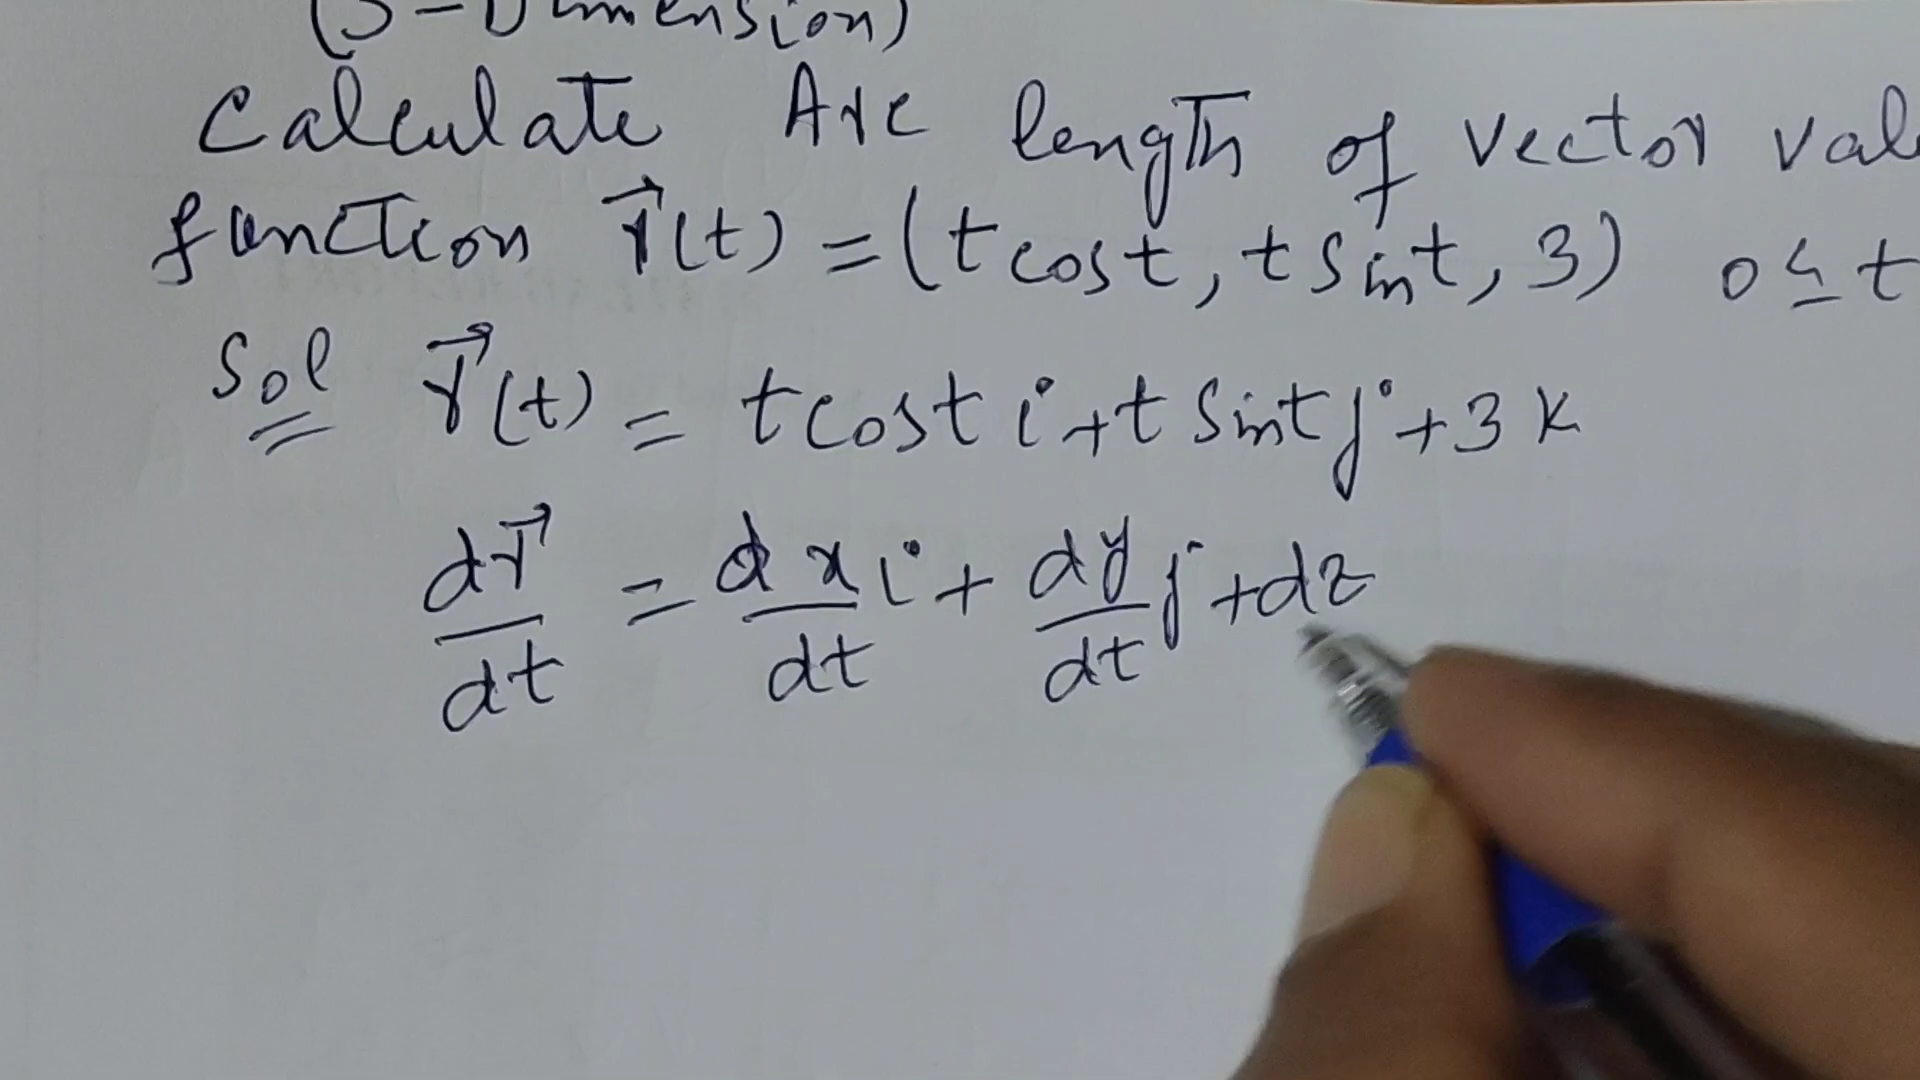 (3-Dimension)
Calculate Arc length of vector val
function r⃗(t) = (t cost, t sint, 3) 0 ≤ t
Sol r⃗(t) = t cost i + t sint j + 3 k
dr⃗/dt = dx/dt i + dy/dt j + dz